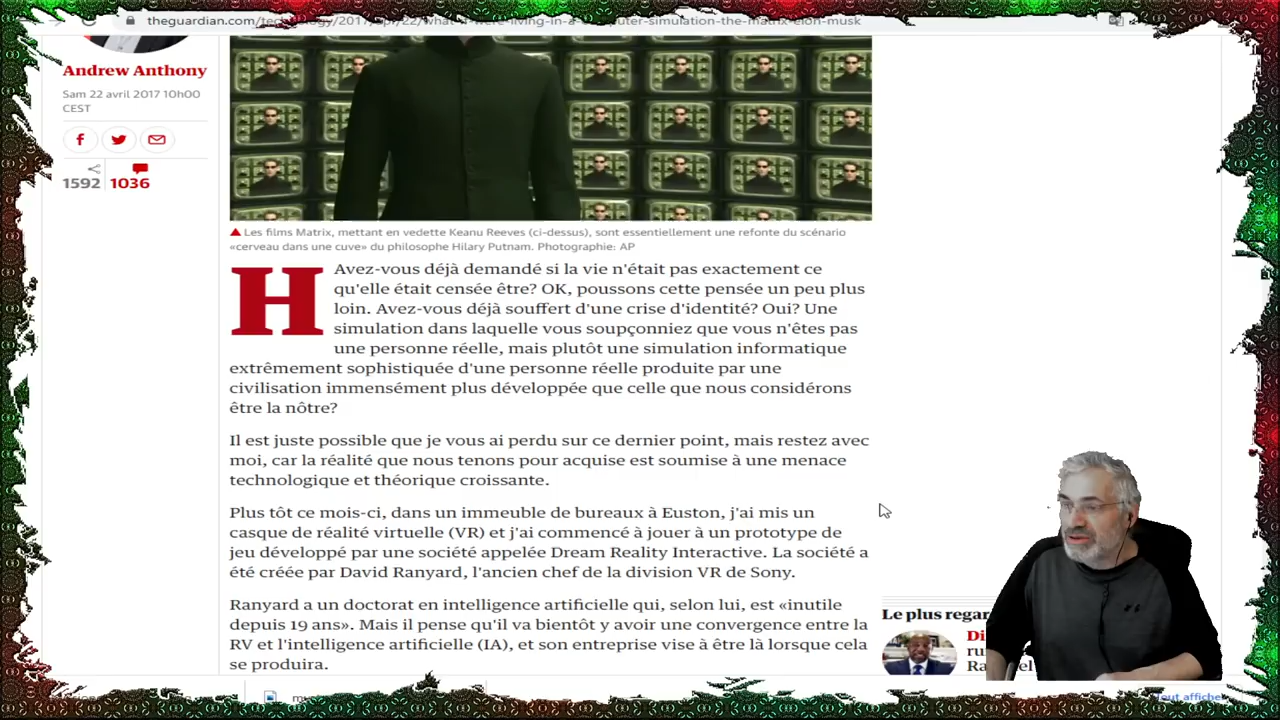 theguardian.com/technology/2017/apr/22/what-if-were-living-in-a-computer-simulation-the-matrix-elon-musk
Andrew Anthony
Sam 22 avril 2017 10h00
CEST
1592 1036
Les films Matrix, mettant en vedette Keanu Reeves (ci-dessus), sont essentiellement une refonte du scénario
«cerveau dans une cuve» du philosophe Hilary Putnam. Photographie: AP
H
Avez-vous déjà demandé si la vie n'était pas exactement ce
qu'elle était censée être? OK, poussons cette pensée un peu plus
loin. Avez-vous déjà souffert d'une crise d'identité? Oui? Une
simulation dans laquelle vous soupçonniez que vous n'êtes pas
une personne réelle, mais plutôt une simulation informatique
extrêmement sophistiquée d'une personne réelle produite par une
civilisation immensément plus développée que celle que nous considérons
être la nôtre?
Il est juste possible que je vous ai perdu sur ce dernier point, mais restez avec
moi, car la réalité que nous tenons pour acquise est soumise à une menace
technologique et théorique croissante.
Plus tôt ce mois-ci, dans un immeuble de bureaux à Euston, j'ai mis un
casque de réalité virtuelle (VR) et j'ai commencé à jouer à un prototype de
jeu développé par une société appelée Dream Reality Interactive. La société a
été créée par David Ranyard, l'ancien chef de la division VR de Sony.
Ranyard a un doctorat en intelligence artificielle qui, selon lui, est «inutile
depuis 19 ans». Mais il pense qu'il va bientôt y avoir une convergence entre la
RV et l'intelligence artificielle (IA), et son entreprise vise à être là lorsque cela
se produira.
Le plus regar
Di
ru
Ra el
tout affiche